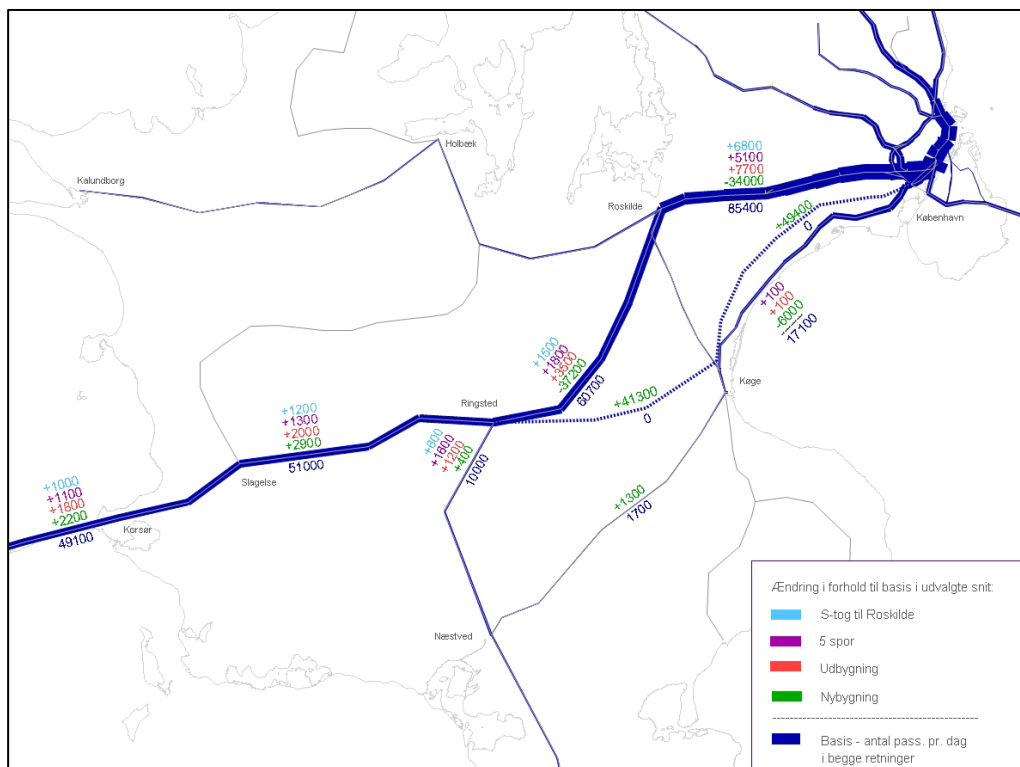 Holbæk
Kalundborg
Roskilde
+6800
+5100
+7700
-34000
85400
København
+49400
0
+100
+100
-6000
17100
+1500
+1800
+3500
-37200
60700
Køge
Ringsted
+41300
0
+1200
+1300
+2000
+2900
51000
Slagelse
+800
+1600
+1200
+400
10000
+1300
1700
+1000
+1100
+1800
+2200
49100
Korsør
Næstved
Ændring i forhold til basis i udvalgte snit:
S-tog til Roskilde
5 spor
Udbygning
Nybygning
Basis - antal pass. pr. dag
i begge retninger